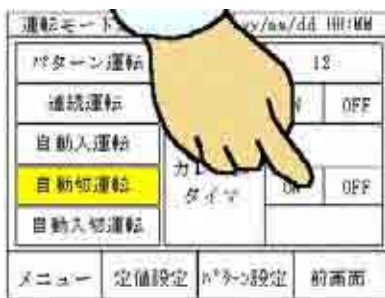 運転モード yy/mm/dd HH:MM
パターン運転 12
連続運転 OFF
自動入運転
自動切運転 カレ タイマ ON OFF
自動入切運転
メニュー 定値設定 パターン設定 前画面